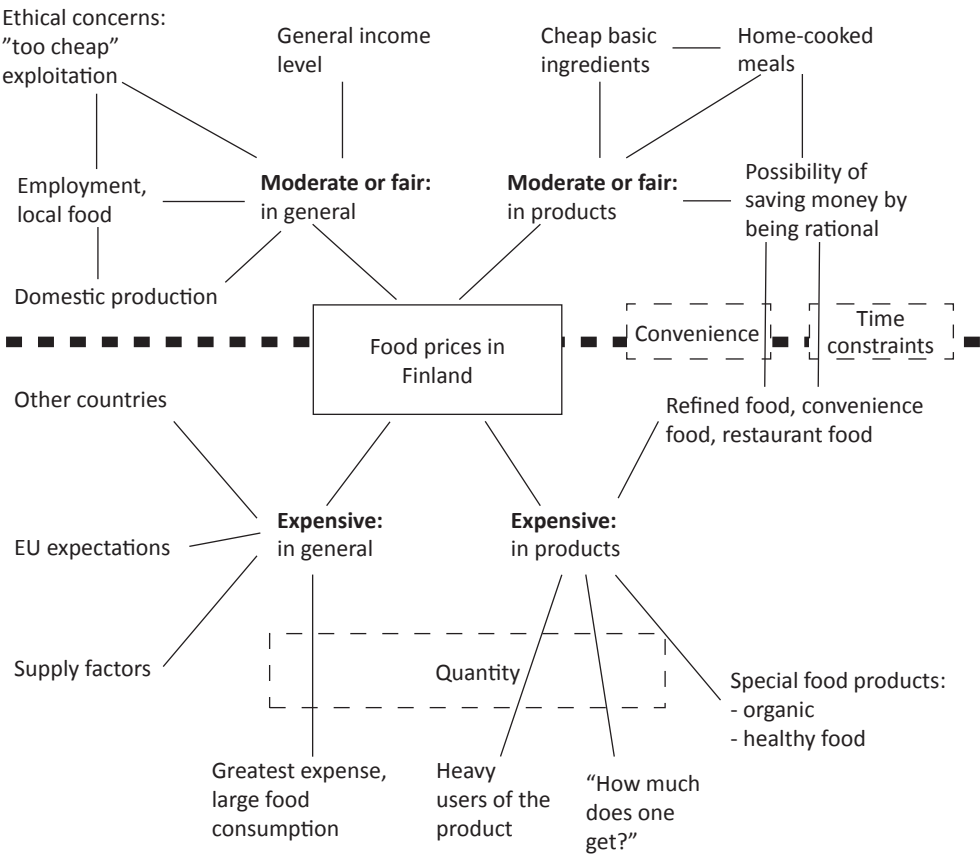 Ethical concerns:
”too cheap”
exploitation
General income
level
Cheap basic
ingredients
Home-cooked
meals
Employment,
local food
Moderate or fair:
in general
Moderate or fair:
in products
Possibility of
saving money by
being rational
Domestic production
Food prices in
Finland
Convenience
Time
constraints
Other countries
Refined food, convenience
food, restaurant food
Expensive:
in general
Expensive:
in products
EU expectations
Supply factors
Quantity
Special food products:
- organic
- healthy food
Greatest expense,
large food
consumption
Heavy
users of the
product
“How much
does one
get?”